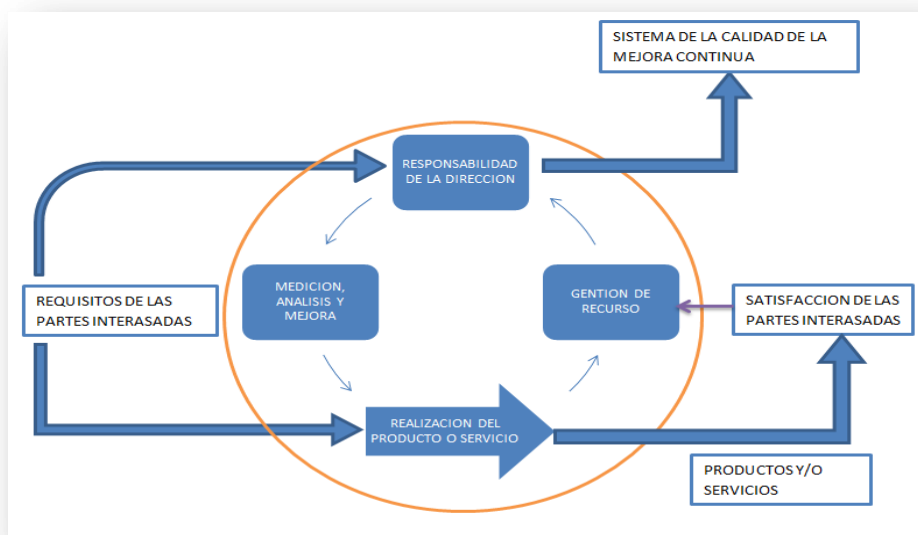 SISTEMA DE LA CALIDAD DE LA
MEJORA CONTINUA
RESPONSABILIDAD
DE LA DIRECCION
MEDICION,
ANALISIS Y
MEJORA
GENTION DE
RECURSO
REQUISITOS DE LAS
PARTES INTERASADAS
SATISFACCION DE LAS
PARTES INTERASADAS
REALIZACION DEL
PRODUCTO O SERVICIO
PRODUCTOS Y/O
SERVICIOS